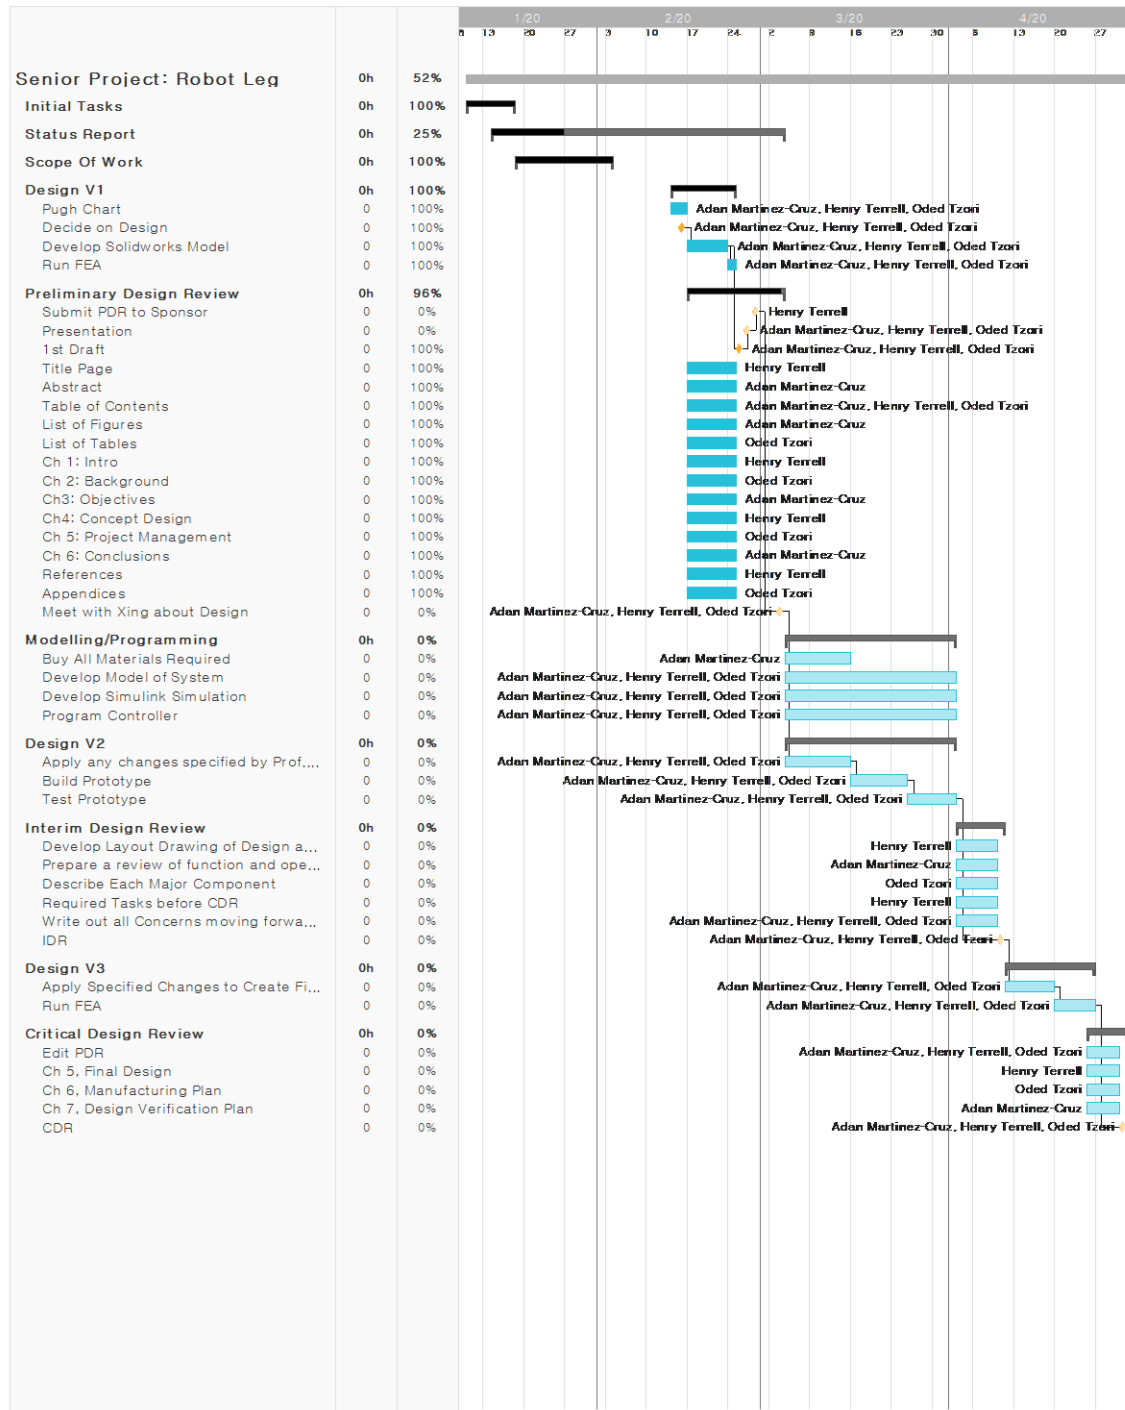 1/20 2/20 3/20 4/20
13 20 27 3 10 17 24 2 9 16 23 30 6 13 20 27
Senior Project: Robot Leg 0h 52%
Initial Tasks 0h 100%
Status Report 0h 25%
Scope Of Work 0h 100%
Design V1 0h 100%
Pugh Chart 0 100% Adan Martinez-Cruz, Henry Terrell, Oded Tzori
Decide on Design 0 100% Adan Martinez-Cruz, Henry Terrell, Oded Tzori
Develop Solidworks Model 0 100% Adan Martinez-Cruz, Henry Terrell, Oded Tzori
Run FEA 0 100% Adan Martinez-Cruz, Henry Terrell, Oded Tzori
Preliminary Design Review 0h 96%
Submit PDR to Sponsor 0 0% Henry Terrell
Presentation 0 0% Adan Martinez-Cruz, Henry Terrell, Oded Tzori
1st Draft 0 100% Adan Martinez-Cruz, Henry Terrell, Oded Tzori
Title Page 0 100% Henry Terrell
Abstract 0 100% Adan Martinez-Cruz
Table of Contents 0 100% Adan Martinez-Cruz, Henry Terrell, Oded Tzori
List of Figures 0 100% Adan Martinez-Cruz
List of Tables 0 100% Oded Tzori
Ch 1: Intro 0 100% Henry Terrell
Ch 2: Background 0 100% Oded Tzori
Ch3: Objectives 0 100% Adan Martinez-Cruz
Ch4: Concept Design 0 100% Henry Terrell
Ch 5: Project Management 0 100% Oded Tzori
Ch 6: Conclusions 0 100% Adan Martinez-Cruz
References 0 100% Henry Terrell
Appendices 0 100% Oded Tzori
Meet with Xing about Design 0 0% Adan Martinez-Cruz, Henry Terrell, Oded Tzori
Modelling/Programming 0h 0%
Buy All Materials Required 0 0% Adan Martinez-Cruz
Develop Model of System 0 0% Adan Martinez-Cruz, Henry Terrell, Oded Tzori
Develop Simulink Simulation 0 0% Adan Martinez-Cruz, Henry Terrell, Oded Tzori
Program Controller 0 0% Adan Martinez-Cruz, Henry Terrell, Oded Tzori
Design V2 0h 0%
Apply any changes specified by Prof.... 0 0% Adan Martinez-Cruz, Henry Terrell, Oded Tzori
Build Prototype 0 0% Adan Martinez-Cruz, Henry Terrell, Oded Tzori
Test Prototype 0 0% Adan Martinez-Cruz, Henry Terrell, Oded Tzori
Interim Design Review 0h 0%
Develop Layout Drawing of Design a... 0 0% Henry Terrell
Prepare a review of function and ope... 0 0% Adan Martinez-Cruz
Describe Each Major Component 0 0% Oded Tzori
Required Tasks before CDR 0 0% Henry Terrell
Write out all Concerns moving forwa... 0 0% Adan Martinez-Cruz, Henry Terrell, Oded Tzori
IDR 0 0% Adan Martinez-Cruz, Henry Terrell, Oded Tzori
Design V3 0h 0%
Apply Specified Changes to Create Fi... 0 0% Adan Martinez-Cruz, Henry Terrell, Oded Tzori
Run FEA 0 0% Adan Martinez-Cruz, Henry Terrell, Oded Tzori
Critical Design Review 0h 0%
Edit PDR 0 0% Adan Martinez-Cruz, Henry Terrell, Oded Tzori
Ch 5, Final Design 0 0% Henry Terrell
Ch 6, Manufacturing Plan 0 0% Oded Tzori
Ch 7, Design Verification Plan 0 0% Adan Martinez-Cruz
CDR 0 0% Adan Martinez-Cruz, Henry Terrell, Oded Tzori